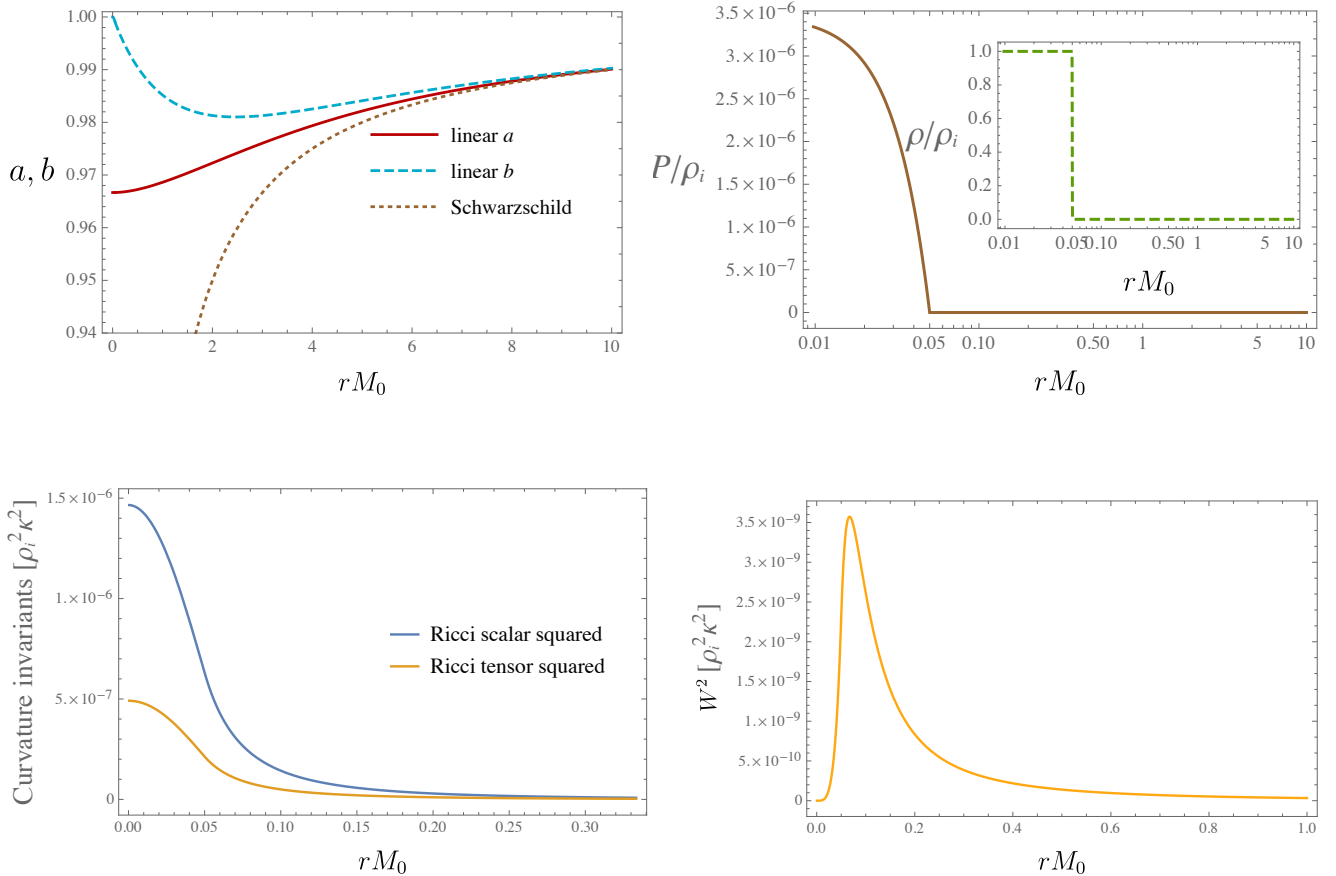 1.00
0.99
0.98
0.97
0.96
0.95
0.94
a, b
linear a
linear b
Schwarzschild
0 2 4 6 8 10
rM₀
3.5×10⁻⁶
3.×10⁻⁶
2.5×10⁻⁶
2.×10⁻⁶
1.5×10⁻⁶
1.×10⁻⁶
5.×10⁻⁷
0
P/ρᵢ
0.01 0.05 0.10 0.50 1 5 10
rM₀
ρ/ρᵢ
1.0
0.8
0.6
0.4
0.2
0.0
0.01 0.05 0.10 0.50 1 5 10
rM₀
Curvature invariants [ρᵢ²κ²]
1.5×10⁻⁶
1.×10⁻⁶
5.×10⁻⁷
0
Ricci scalar squared
Ricci tensor squared
0.00 0.05 0.10 0.15 0.20 0.25 0.30
rM₀
W² [ρᵢ²κ²]
3.5×10⁻⁹
3.×10⁻⁹
2.5×10⁻⁹
2.×10⁻⁹
1.5×10⁻⁹
1.×10⁻⁹
5.×10⁻¹⁰
0
0.0 0.2 0.4 0.6 0.8 1.0
rM₀